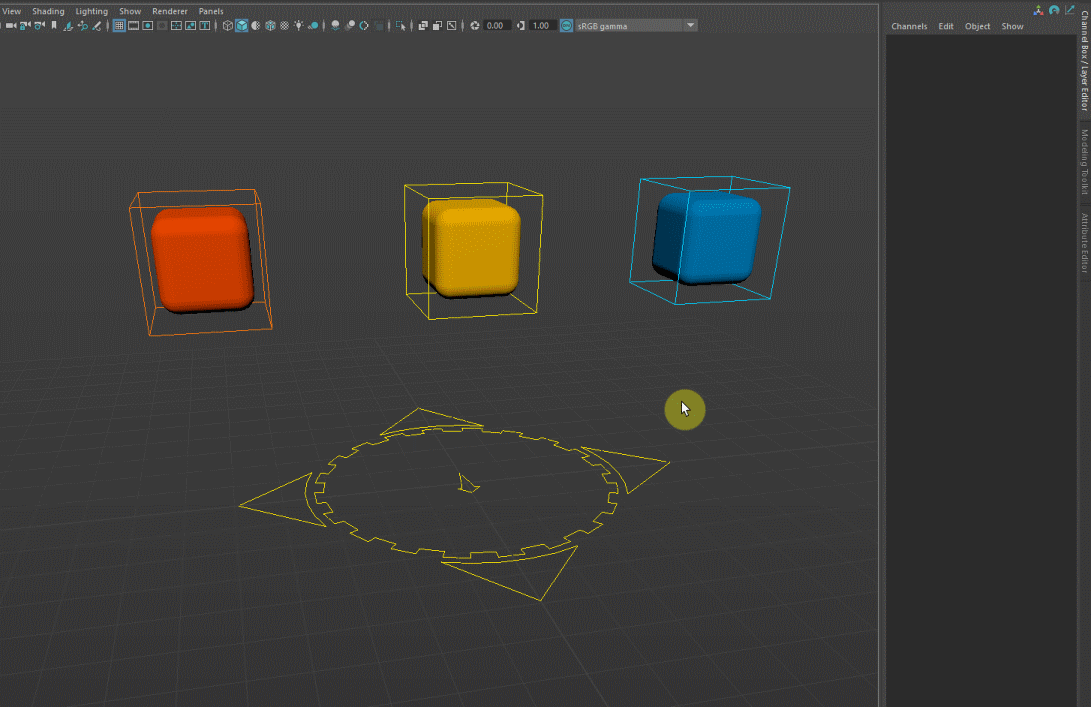 View Shading Lighting Show Renderer Panels
0.00 1.00 sRGB gamma
Channels Edit Object Show
Channel Box / Layer Editor
Modeling Toolkit
Attribute Editor